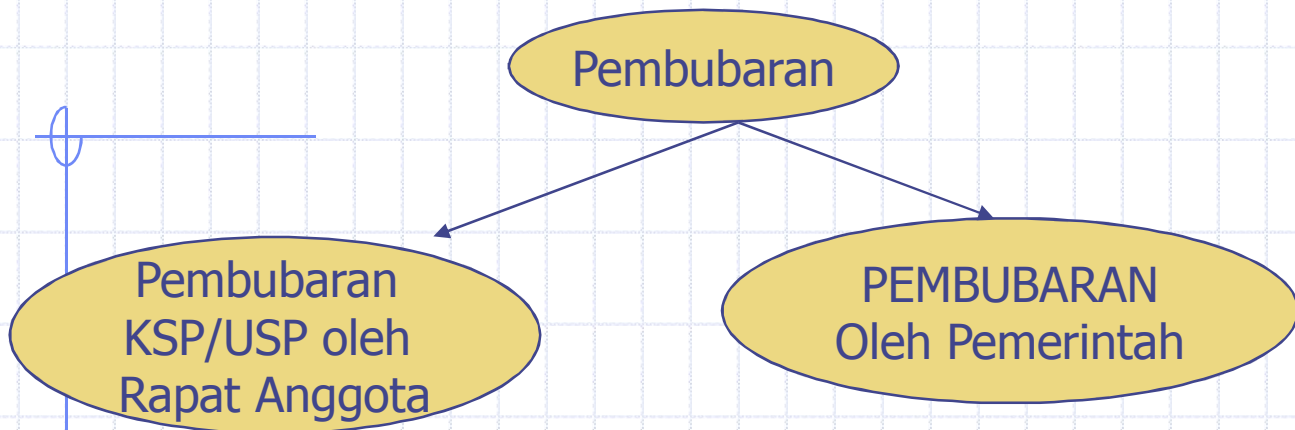 Pembubaran
Pembubaran
KSP/USP oleh
Rapat Anggota
PEMBUBARAN
Oleh Pemerintah